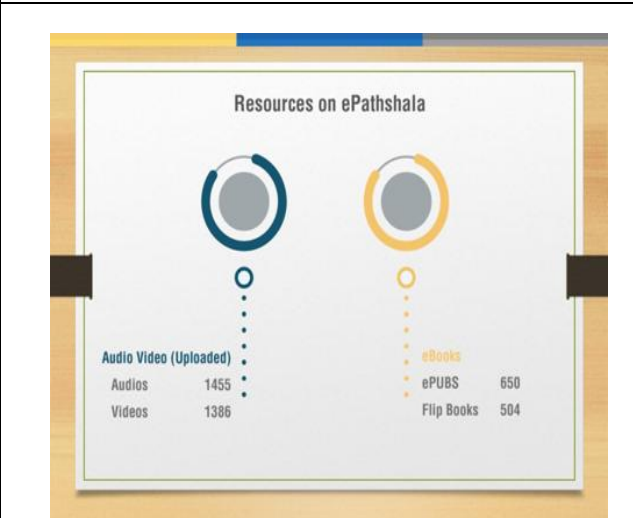 Resources on ePathshala
Audio Video (Uploaded)
Audios 1455
Videos 1386
eBooks
ePUBS 650
Flip Books 504